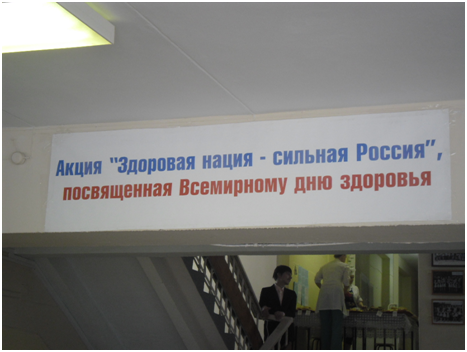 Акция "Здоровая нация - сильная Россия",
посвященная Всемирному дню здоровья